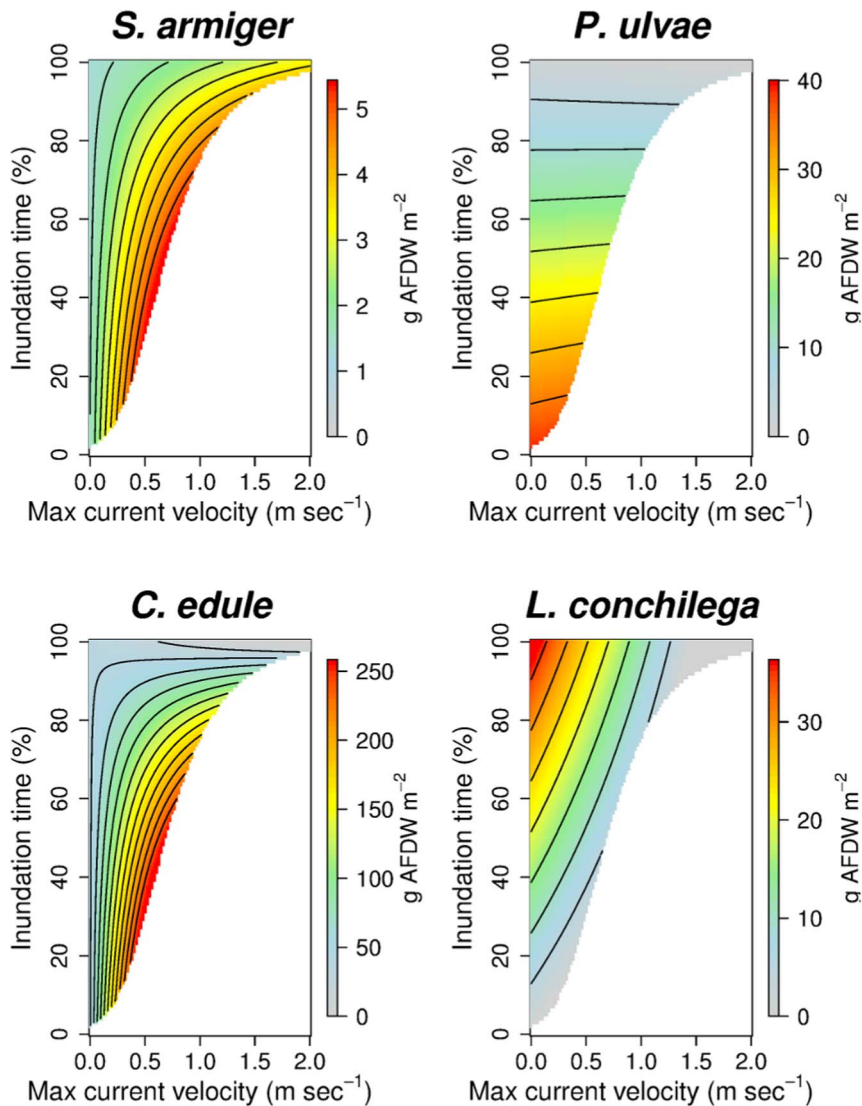 S. armiger
Inundation time (%)
0 20 40 60 80 100
0.0 0.5 1.0 1.5 2.0
Max current velocity (m sec⁻¹)
0 1 2 3 4 5
g AFDW m⁻²
P. ulvae
Inundation time (%)
0 20 40 60 80 100
0.0 0.5 1.0 1.5 2.0
Max current velocity (m sec⁻¹)
0 10 20 30 40
g AFDW m⁻²
C. edule
Inundation time (%)
0 20 40 60 80 100
0.0 0.5 1.0 1.5 2.0
Max current velocity (m sec⁻¹)
0 50 100 150 200 250
g AFDW m⁻²
L. conchilega
Inundation time (%)
0 20 40 60 80 100
0.0 0.5 1.0 1.5 2.0
Max current velocity (m sec⁻¹)
0 10 20 30
g AFDW m⁻²